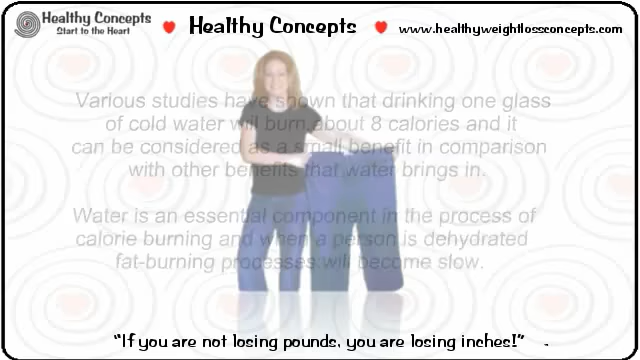 Healthy Concepts
Start to the Heart
Healthy Concepts
www.healthyweightlossconcepts.com
Various studies have shown that drinking one glass
of cold water will burn about 8 calories and it
can be considered as a small benefit in comparison
with other benefits that water brings in.
Water is an essential component in the process of
calorie burning and when a person is dehydrated
fat-burning processes will become slow.
"If you are not losing pounds, you are losing inches!"